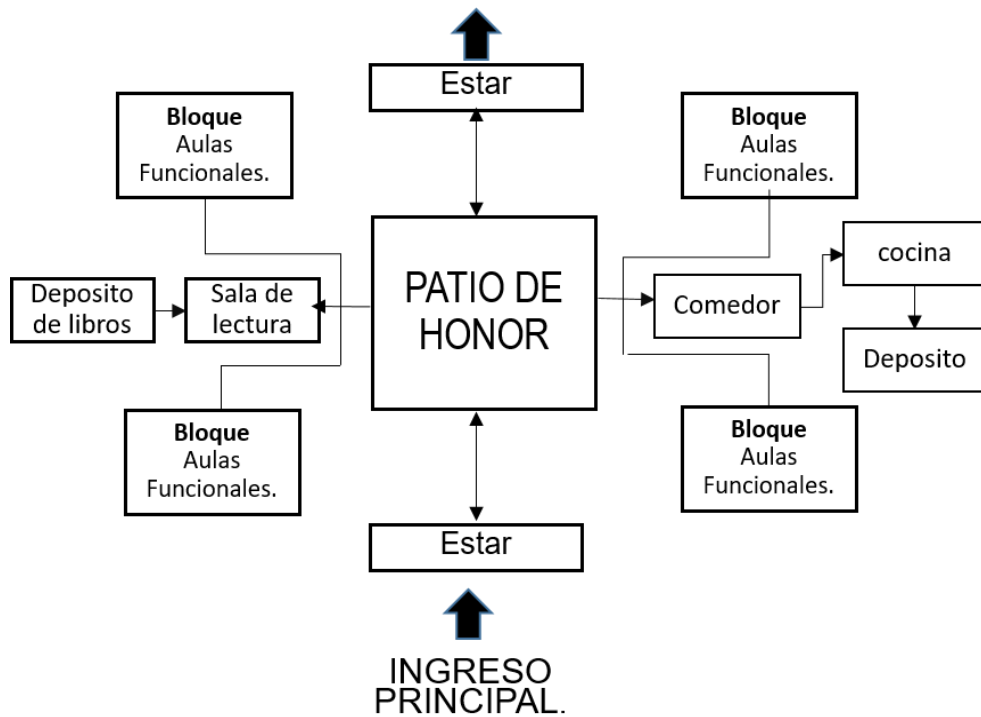 Estar
Bloque
Aulas
Funcionales.
Bloque
Aulas
Funcionales.
Deposito
de libros
Sala de
lectura
PATIO DE
HONOR
Comedor
cocina
Deposito
Bloque
Aulas
Funcionales.
Bloque
Aulas
Funcionales.
Estar
INGRESO
PRINCIPAL.